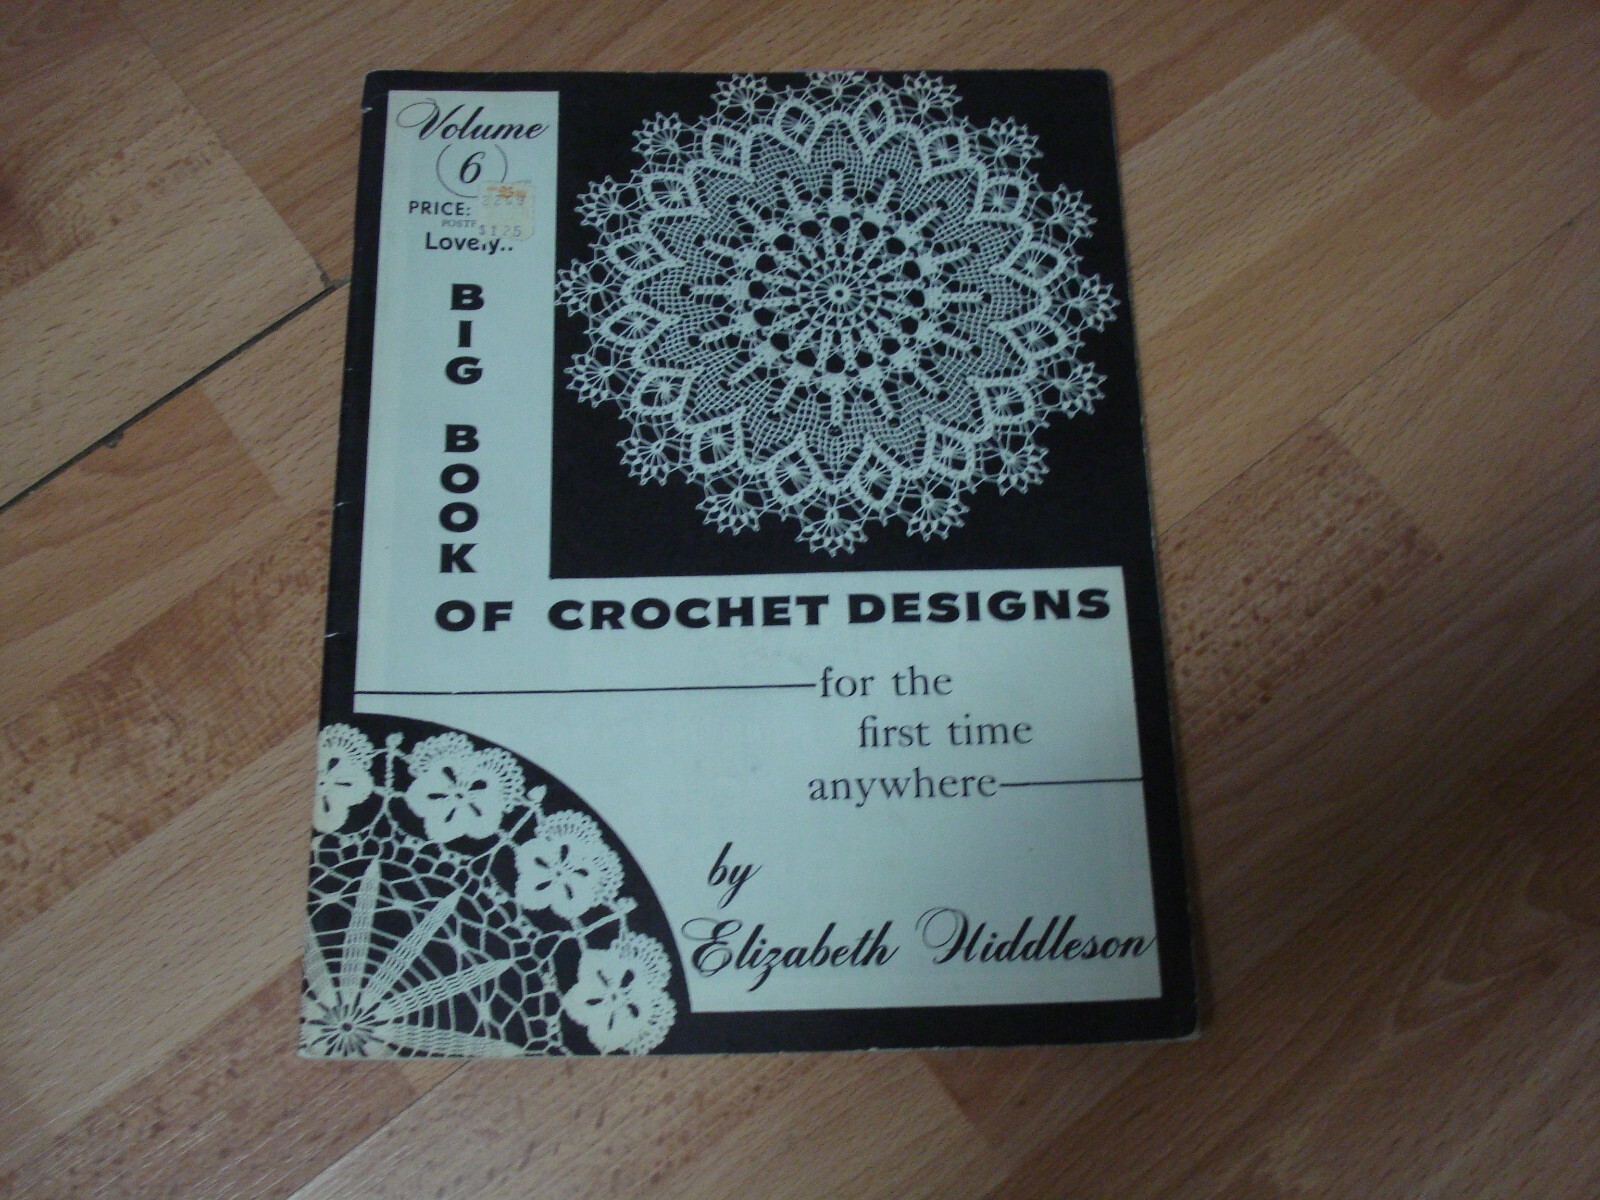 Volume
6
PRICE:
$1.25
Lovely..
BIG
BOOK
OF CROCHET DESIGNS
for the
first time
anywhere
by
Elizabeth Hiddleson